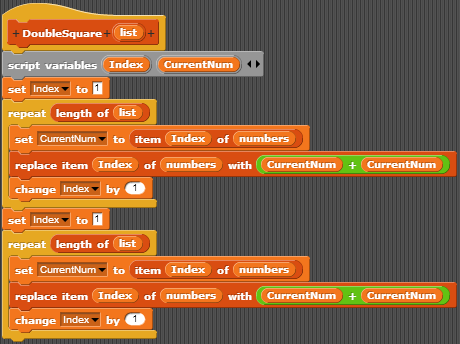 + DoubleSquare + list +
script variables Index CurrentNum
set Index to 1
repeat length of list
set CurrentNum to item Index of numbers
replace item Index of numbers with CurrentNum + CurrentNum
change Index by 1
set Index to 1
repeat length of list
set CurrentNum to item Index of numbers
replace item Index of numbers with CurrentNum + CurrentNum
change Index by 1